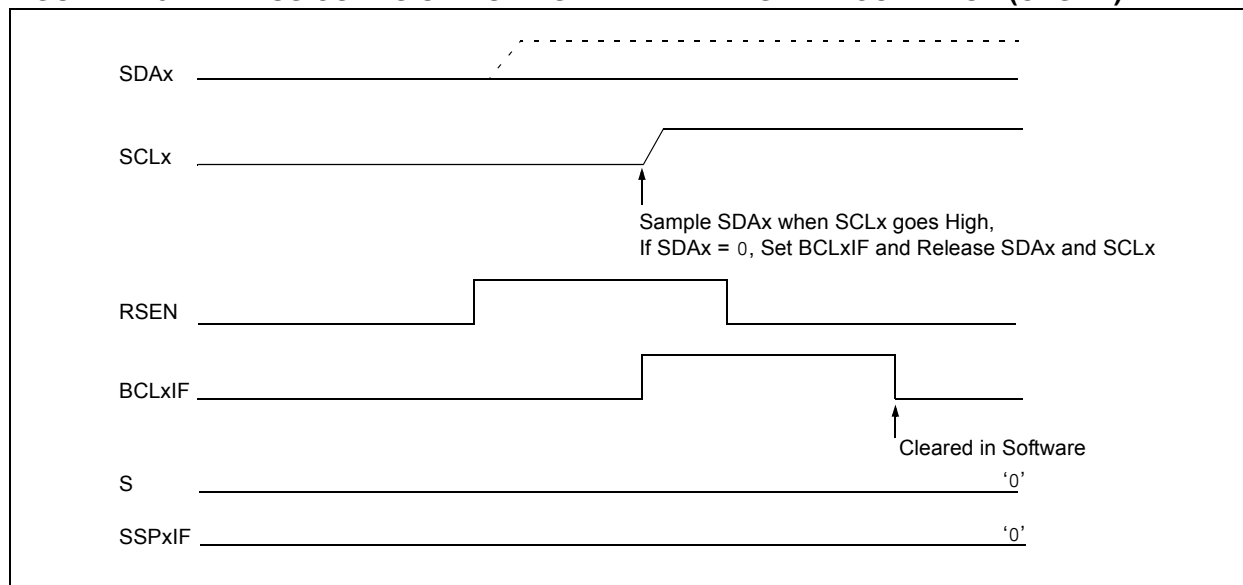 SDAx
SCLx
Sample SDAx when SCLx goes High,
If SDAx = 0, Set BCLxIF and Release SDAx and SCLx
RSEN
BCLxIF
Cleared in Software
S
‘0’
SSPxIF
‘0’